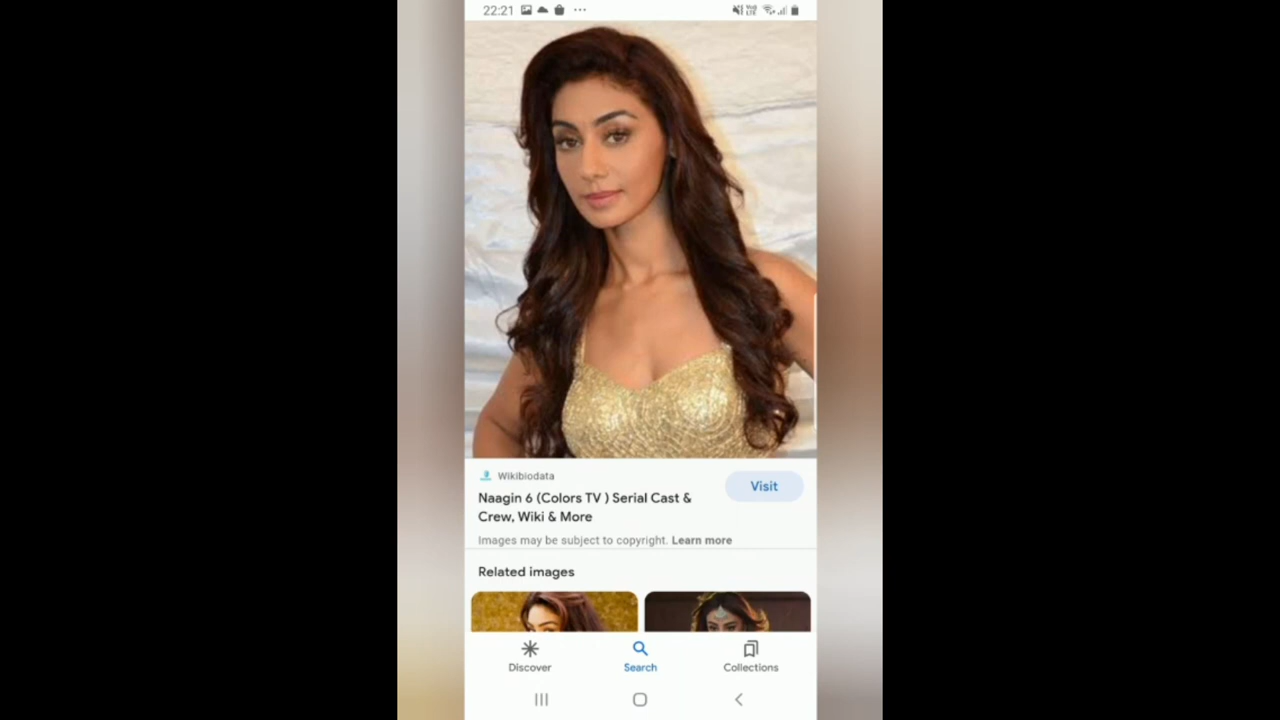 22:21
Wikibiodata
Naagin 6 (Colors TV ) Serial Cast &
Crew, Wiki & More
Visit
Images may be subject to copyright. Learn more
Related images
Discover
Search
Collections